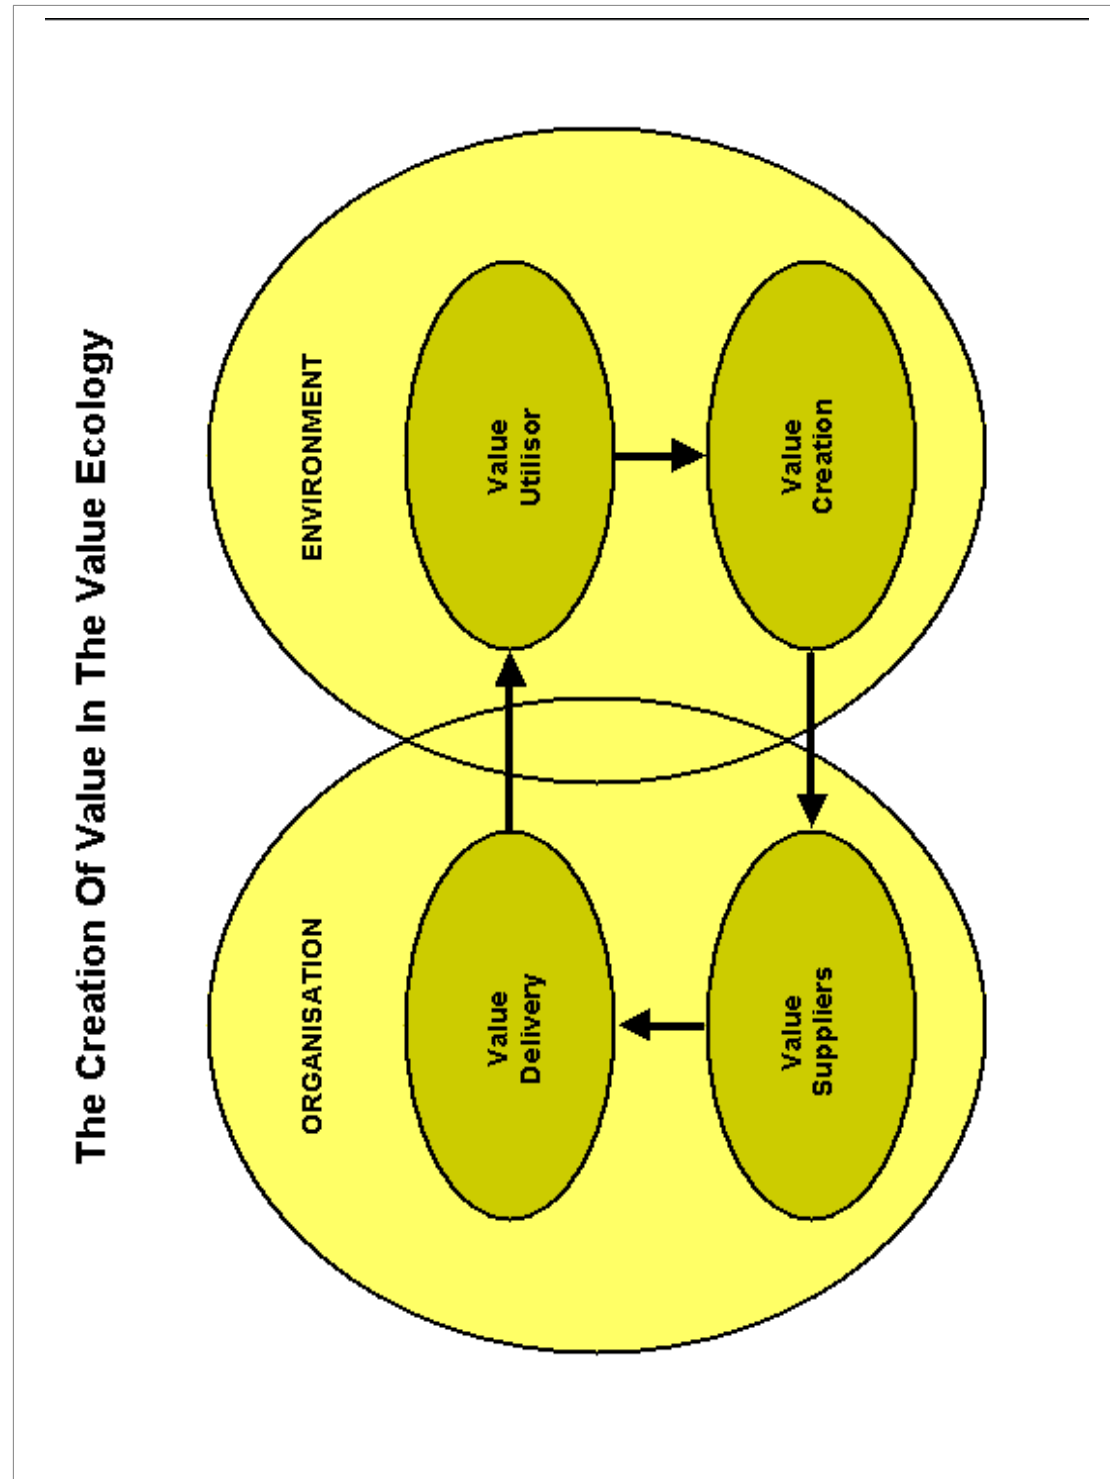 The Creation Of Value In The Value Ecology
ORGANISATION
ENVIRONMENT
Value
Delivery
Value
Utilisor
Value
Suppliers
Value
Creation